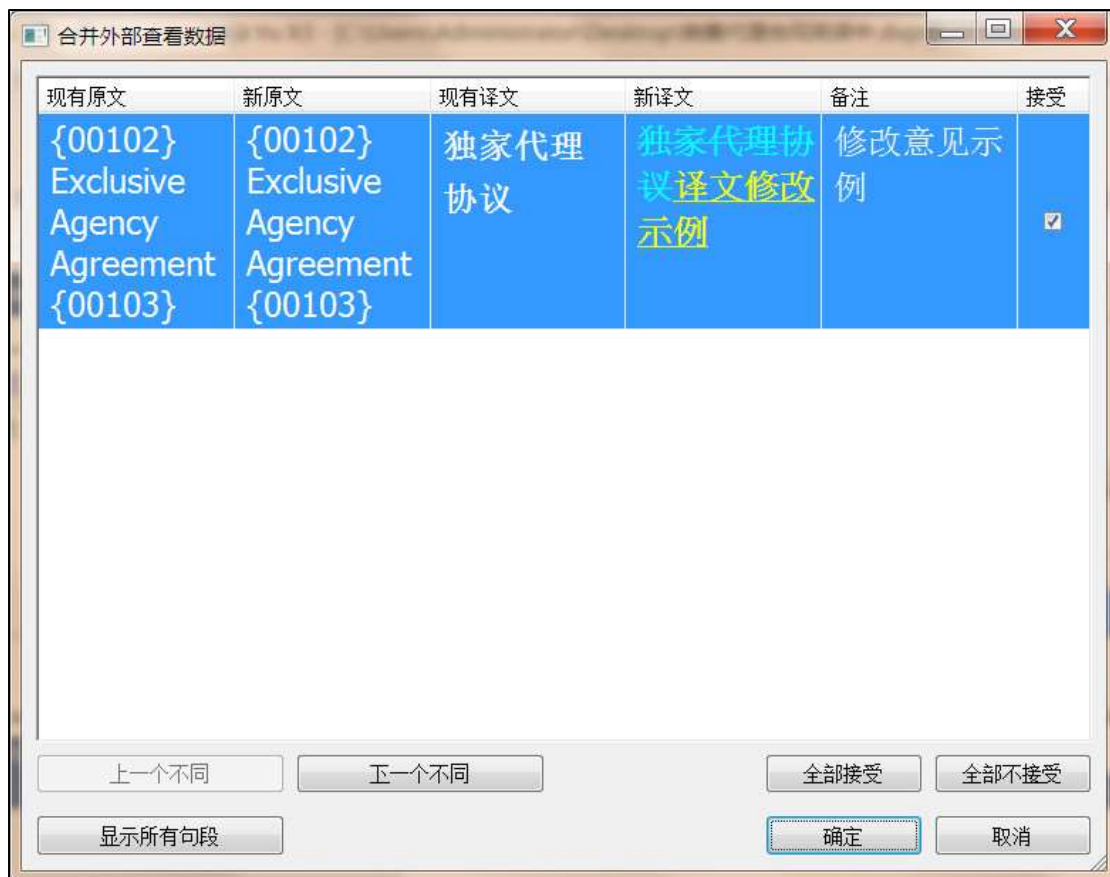 合并外部查看数据
现有原文 新原文 现有译文 新译文 备注 接受
{00102}
Exclusive
Agency
Agreement
{00103}
{00102}
Exclusive
Agency
Agreement
{00103}
独家代理
协议
独家代理协
议译文修改
示例
修改意见示
例
上一个不同 下一个不同 全部接受 全部不接受
显示所有句段 确定 取消